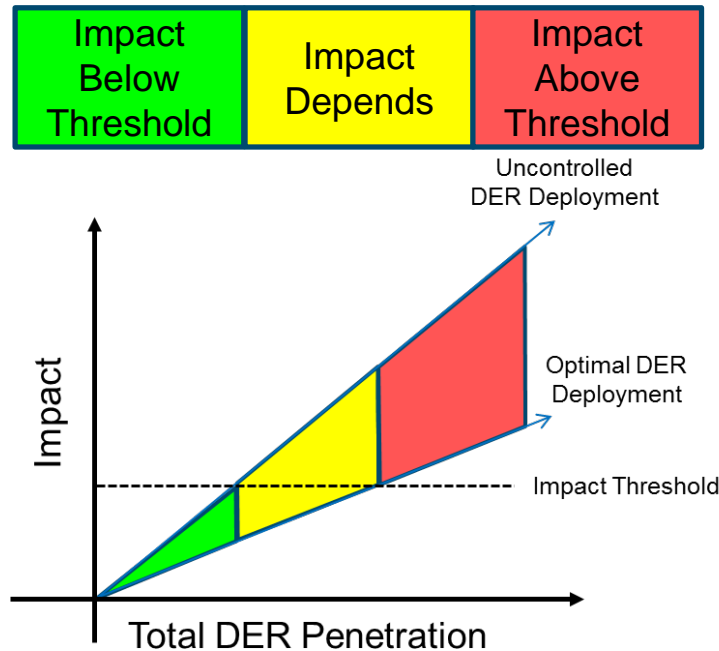 Impact
Below
Threshold
Impact
Depends
Impact
Above
Threshold
Uncontrolled
DER Deployment
Optimal DER
Deployment
Impact Threshold
Impact
Total DER Penetration